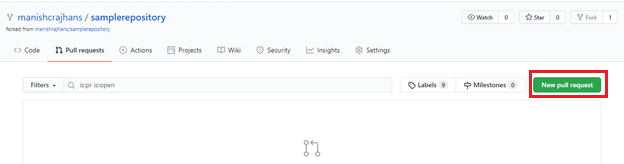 manishcrajhans / samplerepository
Watch 0 Star 0 Fork 1
forked from manishrajhans/samplerepository
Code Pull requests Actions Projects Wiki Security Insights Settings
Filters is:pr is:open Labels 9 Milestones 0 New pull request